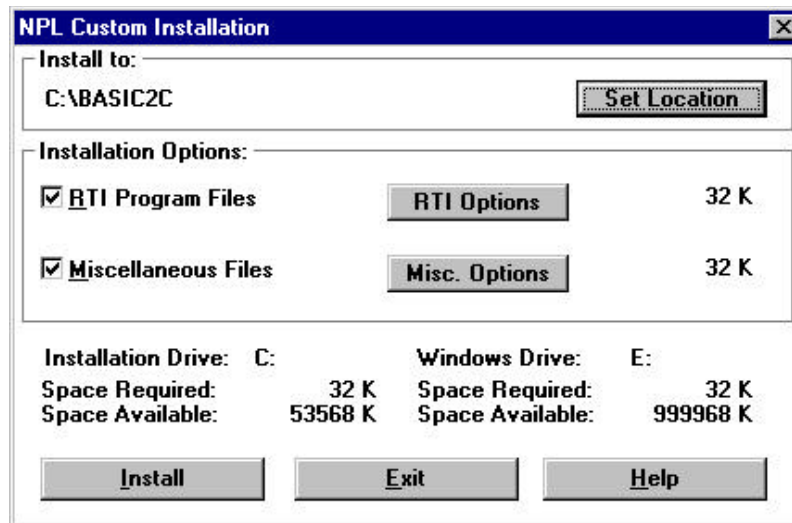 NPL Custom Installation
Install to:
C:\BASIC2C
Set Location
Installation Options:
RTI Program Files RTI Options 32 K
Miscellaneous Files Misc. Options 32 K
Installation Drive: C: Windows Drive: E:
Space Required: 32 K Space Required: 32 K
Space Available: 53568 K Space Available: 999968 K
Install Exit Help